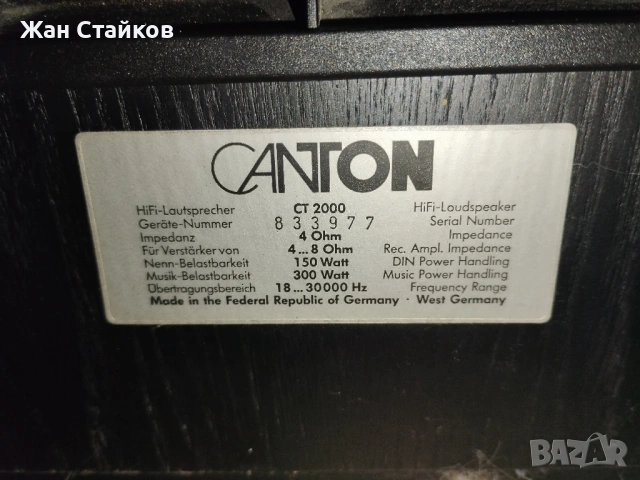 Жан Стайков
CANTON
HiFi-Lautsprecher CT 2000 HiFi-Loudspeaker
Geräte-Nummer 833977 Serial Number
Impedanz 4 Ohm Impedance
Für Verstärker von 4...8 Ohm Rec. Ampl. Impedance
Nenn-Belastbarkeit 150 Watt DIN Power Handling
Musik-Belastbarkeit 300 Watt Music Power Handling
Übertragungsbereich 18...30000 Hz Frequency Range
Made in the Federal Republic of Germany · West Germany
BAZAR